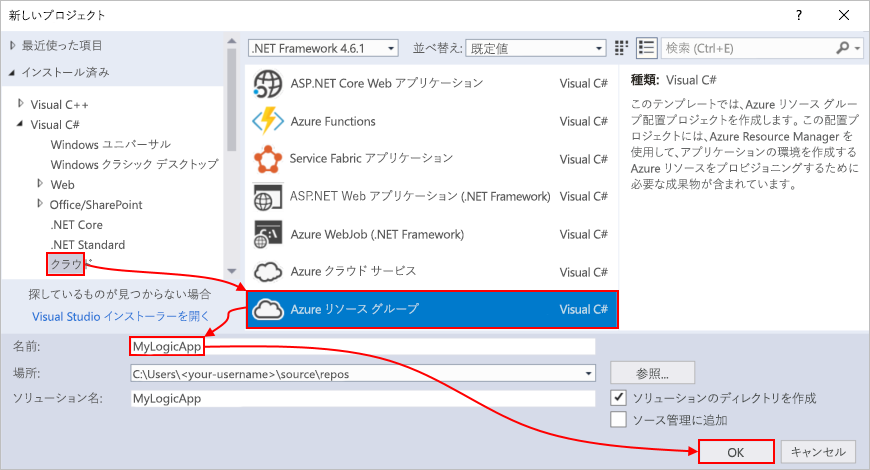 新しいプロジェクト
?
最近使った項目
インストール済み
Visual C++
Visual C#
Windows ユニバーサル
Windows クラシック デスクトップ
Web
Office/SharePoint
.NET Core
.NET Standard
クラウド
探しているものが見つからない場合
Visual Studio インストーラーを開く
.NET Framework 4.6.1
並べ替え:
既定値
検索 (Ctrl+E)
ASP.NET Core Web アプリケーション Visual C#
Azure Functions Visual C#
Service Fabric アプリケーション Visual C#
ASP.NET Web アプリケーション (.NET Framework) Visual C#
Azure WebJob (.NET Framework) Visual C#
Azure クラウド サービス Visual C#
Azure リソース グループ Visual C#
種類: Visual C#
このテンプレートでは、Azure リソース グルー
プ配置プロジェクトを作成します。この配置プ
ロジェクトには、Azure Resource Manager を
使用して、アプリケーションの環境を作成する
Azure リソースをプロビジョニングするために
必要な成果物が含まれています。
名前: MyLogicApp
場所: C:\Users\<your-username>\source\repos
参照...
ソリューション名: MyLogicApp
ソリューションのディレクトリを作成
ソース管理に追加
OK
キャンセル